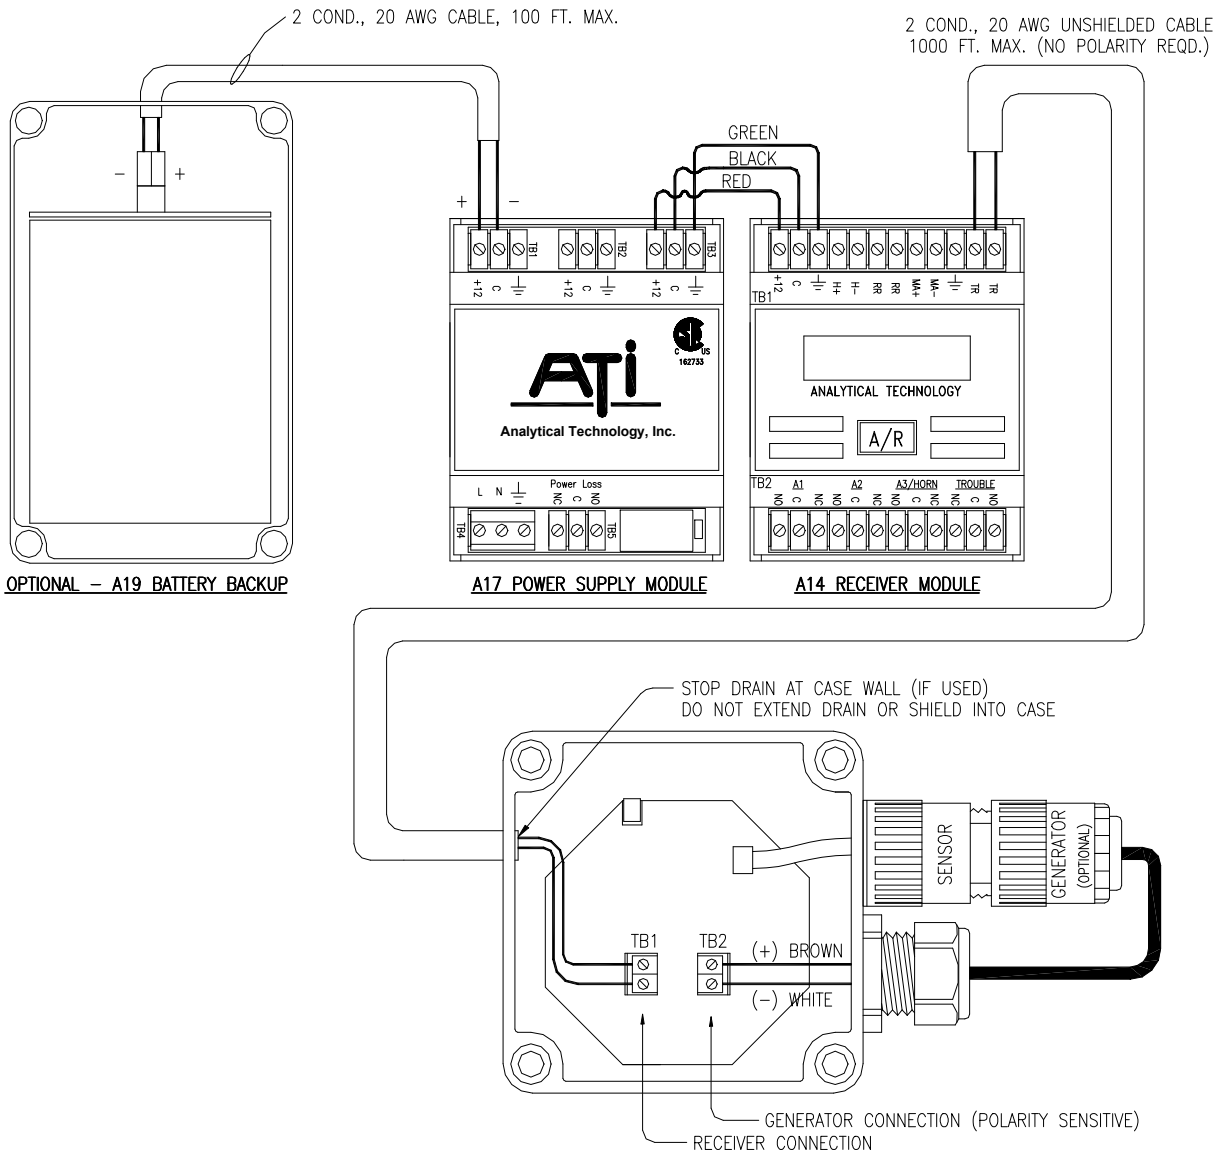 2 COND., 20 AWG CABLE, 100 FT. MAX.
2 COND., 20 AWG UNSHIELDED CABLE
1000 FT. MAX. (NO POLARITY REQD.)
GREEN
BLACK
RED
- +
+ -
TB1
TB2
TB3
+12 C
+12 C
+12 C
+12 C H+ H- RR RR MA+ MA- TR TR
TB1
C US
162733
ATi
Analytical Technology, Inc.
ANALYTICAL TECHNOLOGY
A/R
L N
Power Loss
NC C NO
TB4
TB5
TB2 A1 A2 A3/HORN TROUBLE
NO C NC NO C NC NO C NC NC C NO
OPTIONAL – A19 BATTERY BACKUP
A17 POWER SUPPLY MODULE
A14 RECEIVER MODULE
STOP DRAIN AT CASE WALL (IF USED)
DO NOT EXTEND DRAIN OR SHIELD INTO CASE
SENSOR
GENERATOR
(OPTIONAL)
TB1
TB2
(+) BROWN
(-) WHITE
GENERATOR CONNECTION (POLARITY SENSITIVE)
RECEIVER CONNECTION